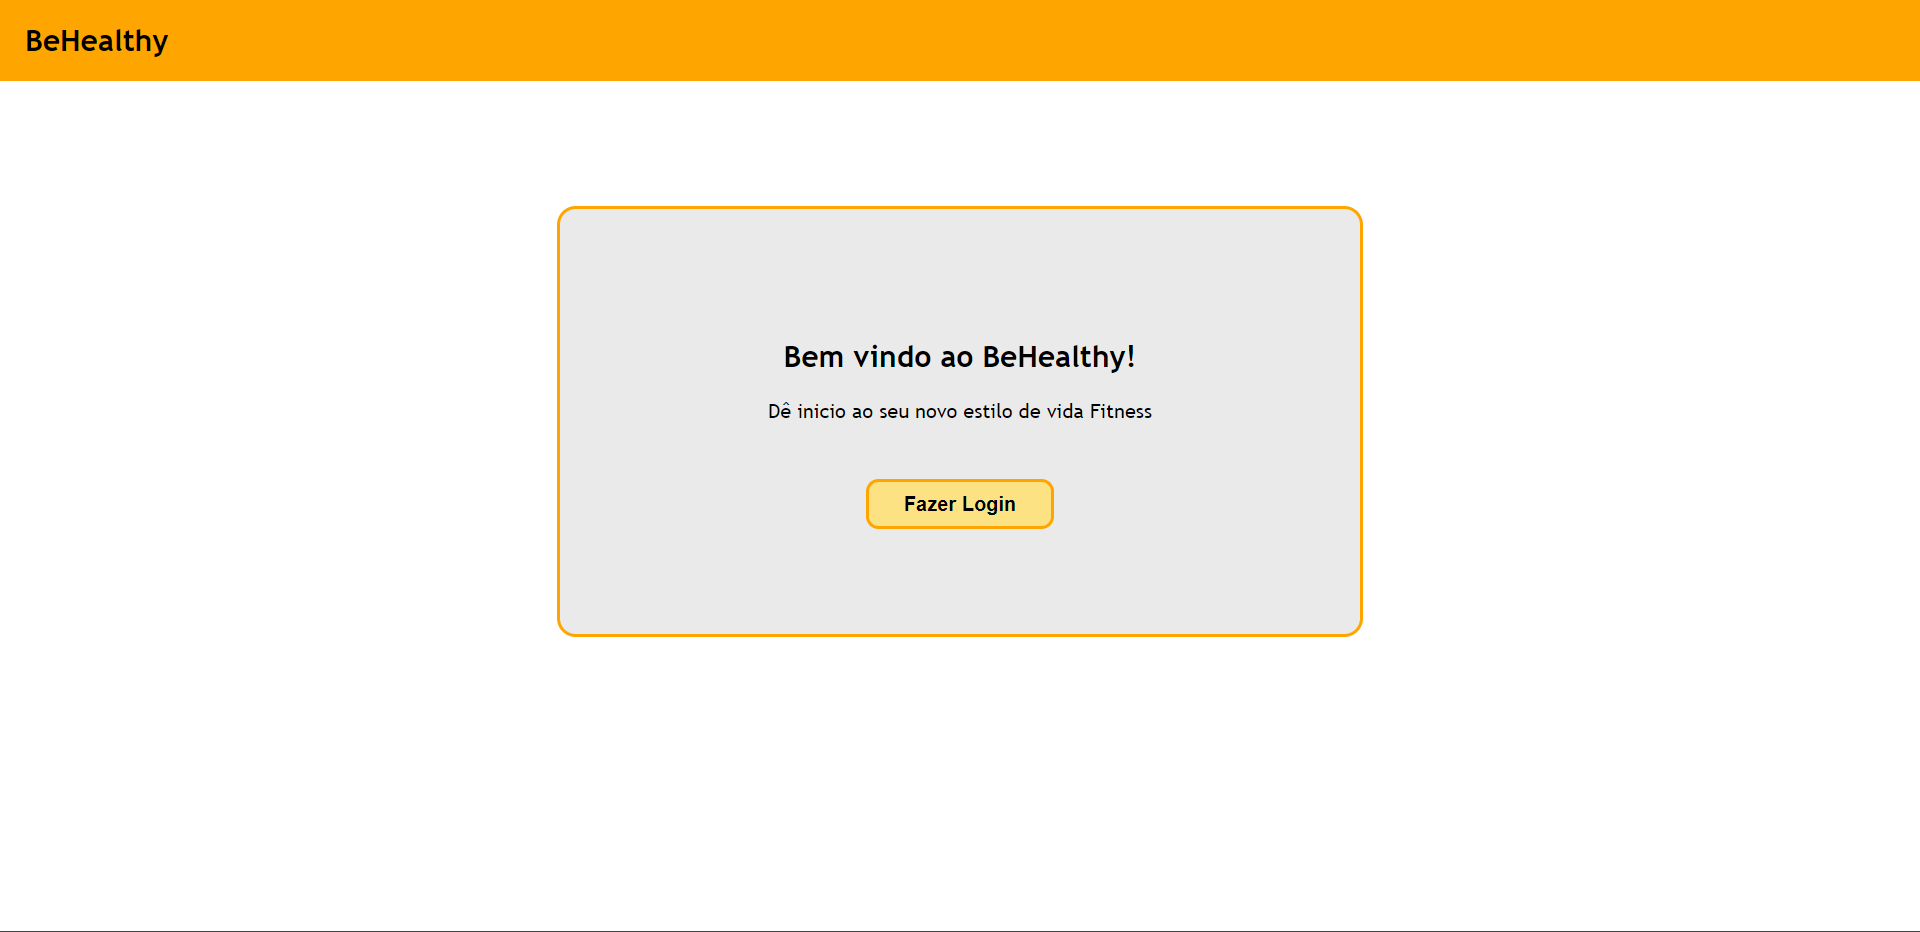 BeHealthy
Bem vindo ao BeHealthy!
Dê inicio ao seu novo estilo de vida Fitness
Fazer Login